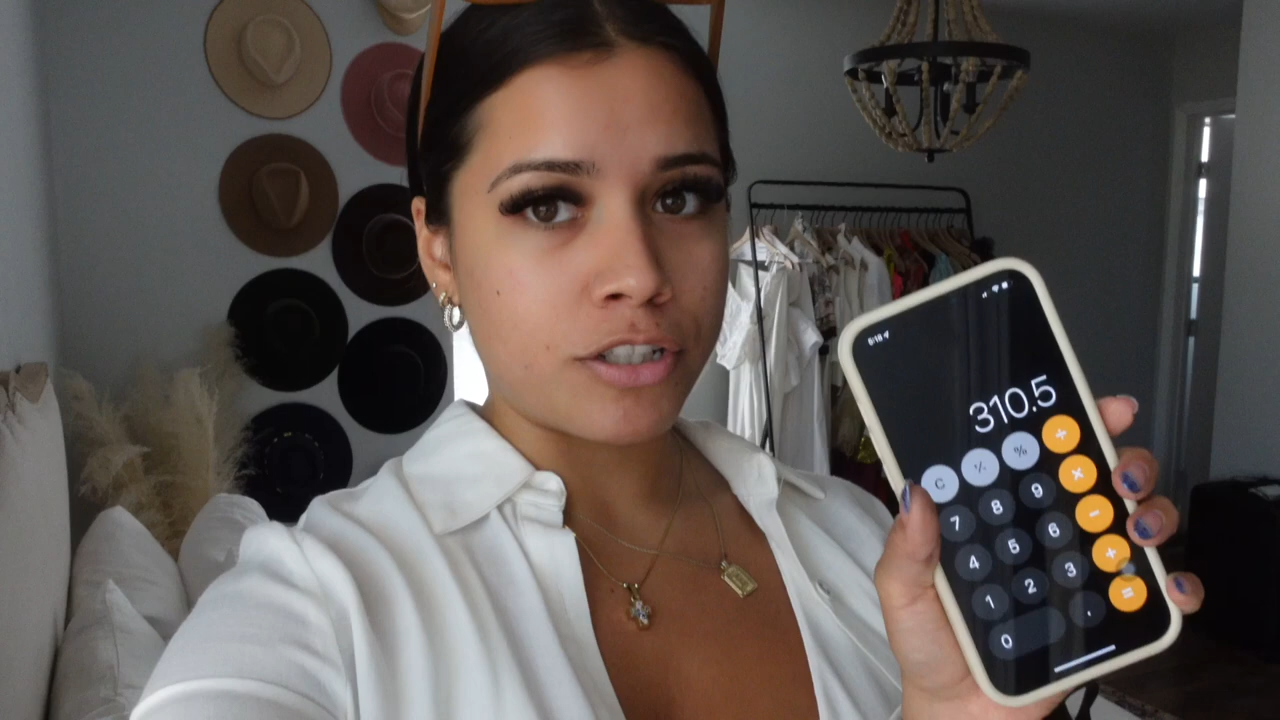 310.5
C %
7 8 9 ×
4 5 6 −
1 2 3 +
0 . =